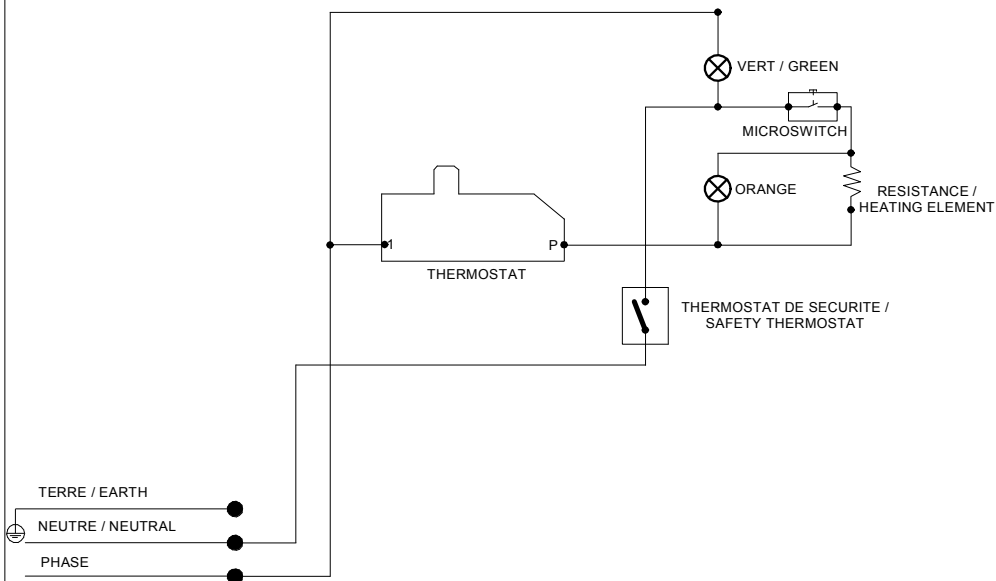 VERT / GREEN
MICROSWITCH
ORANGE
RESISTANCE /
HEATING ELEMENT
1
P
THERMOSTAT
THERMOSTAT DE SECURITE /
SAFETY THERMOSTAT
TERRE / EARTH
NEUTRE / NEUTRAL
PHASE